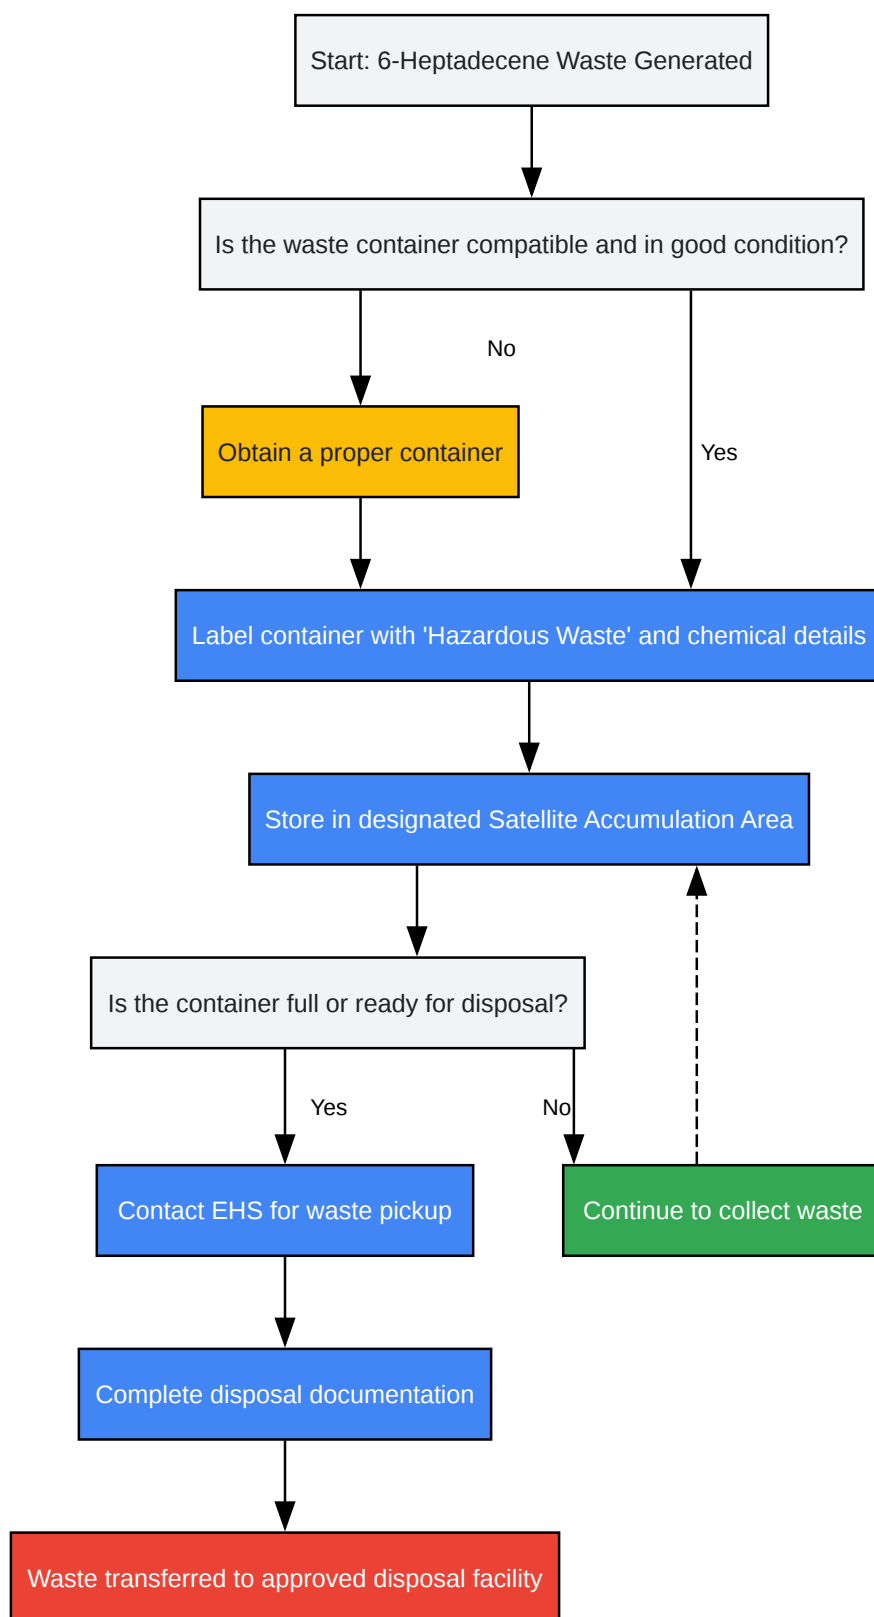 Start: 6-Heptadecene Waste Generated
Is the waste container compatible and in good condition?
No
Obtain a proper container
Yes
Label container with 'Hazardous Waste' and chemical details
Store in designated Satellite Accumulation Area
Is the container full or ready for disposal?
Yes
No
Contact EHS for waste pickup
Continue to collect waste
Complete disposal documentation
Waste transferred to approved disposal facility